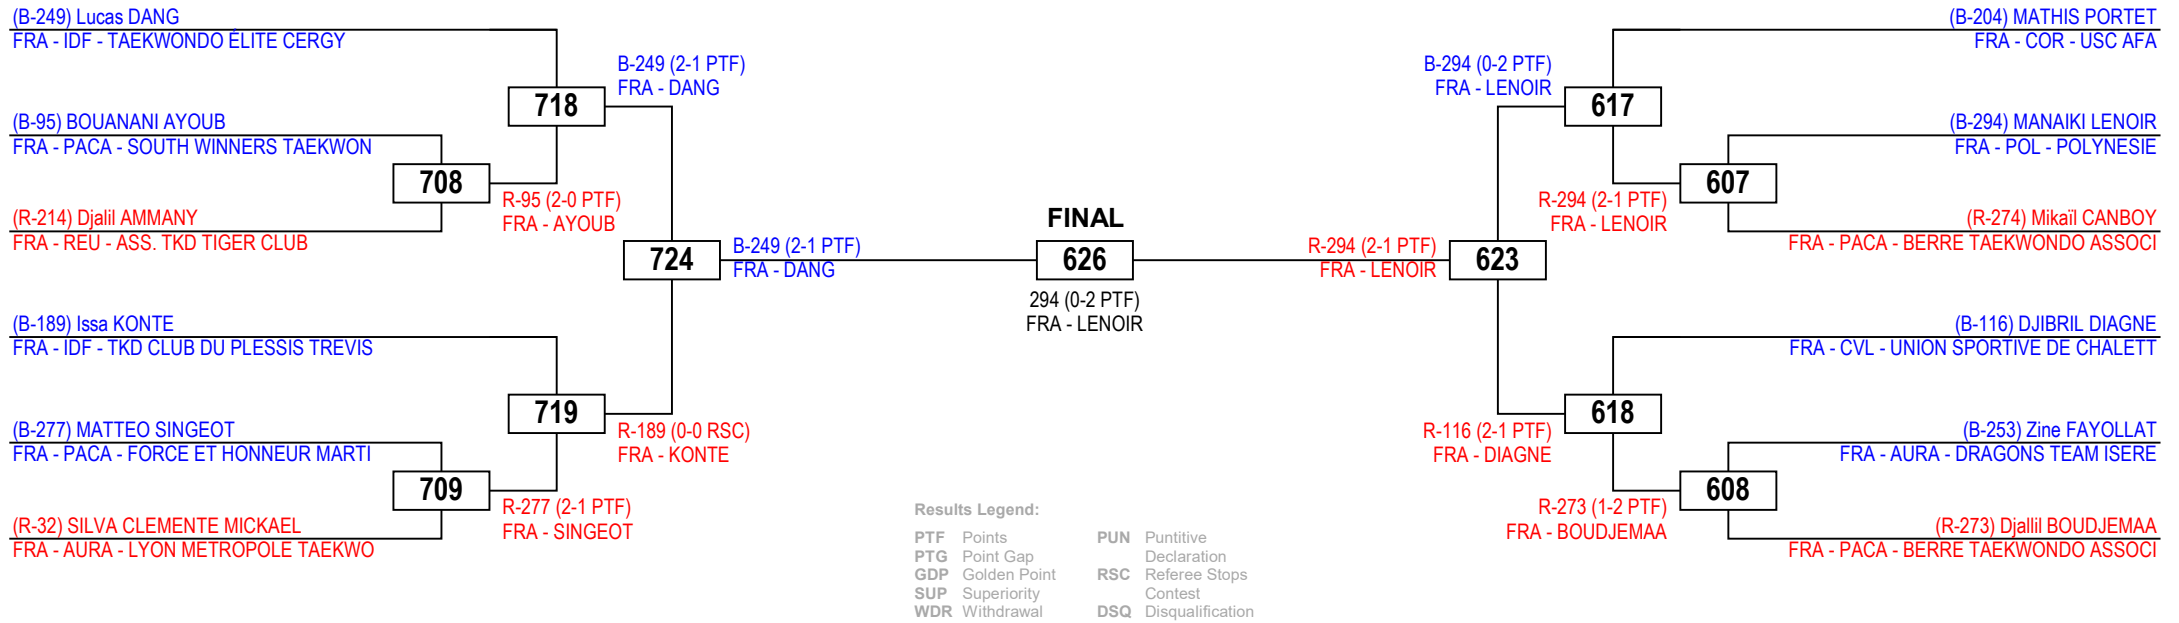 (B-249) Lucas DANG
FRA - IDF - TAEKWONDO ÉLITE CERGY
B-249 (2-1 PTF)
FRA - DANG
718
(B-95) BOUANANI AYOUB
FRA - PACA - SOUTH WINNERS TAEKWON
708
R-95 (2-0 PTF)
FRA - AYOUB
(R-214) Djalil AMMANY
FRA - REU - ASS. TKD TIGER CLUB
724
B-249 (2-1 PTF)
FRA - DANG
(B-189) Issa KONTE
FRA - IDF - TKD CLUB DU PLESSIS TREVIS
719
R-189 (0-0 RSC)
FRA - KONTE
(B-277) MATTEO SINGEOT
FRA - PACA - FORCE ET HONNEUR MARTI
709
R-277 (2-1 PTF)
FRA - SINGEOT
(R-32) SILVA CLEMENTE MICKAEL
FRA - AURA - LYON METROPOLE TAEKWO
FINAL
626
294 (0-2 PTF)
FRA - LENOIR
(B-204) MATHIS PORTET
FRA - COR - USC AFA
B-294 (0-2 PTF)
FRA - LENOIR
617
(B-294) MANAIKI LENOIR
FRA - POL - POLYNESIE
607
R-294 (2-1 PTF)
FRA - LENOIR
(R-274) Mikaïl CANBOY
FRA - PACA - BERRE TAEKWONDO ASSOCI
R-294 (2-1 PTF)
FRA - LENOIR
623
(B-116) DJIBRIL DIAGNE
FRA - CVL - UNION SPORTIVE DE CHALETT
618
R-116 (2-1 PTF)
FRA - DIAGNE
(B-253) Zine FAYOLLAT
FRA - AURA - DRAGONS TEAM ISERE
608
R-273 (1-2 PTF)
FRA - BOUDJEMAA
(R-273) Djallil BOUDJEMAA
FRA - PACA - BERRE TAEKWONDO ASSOCI
Results Legend:
PTF Points
PTG Point Gap
GDP Golden Point
SUP Superiority
WDR Withdrawal
PUN Puntitive
Declaration
RSC Referee Stops
Contest
DSQ Disqualification